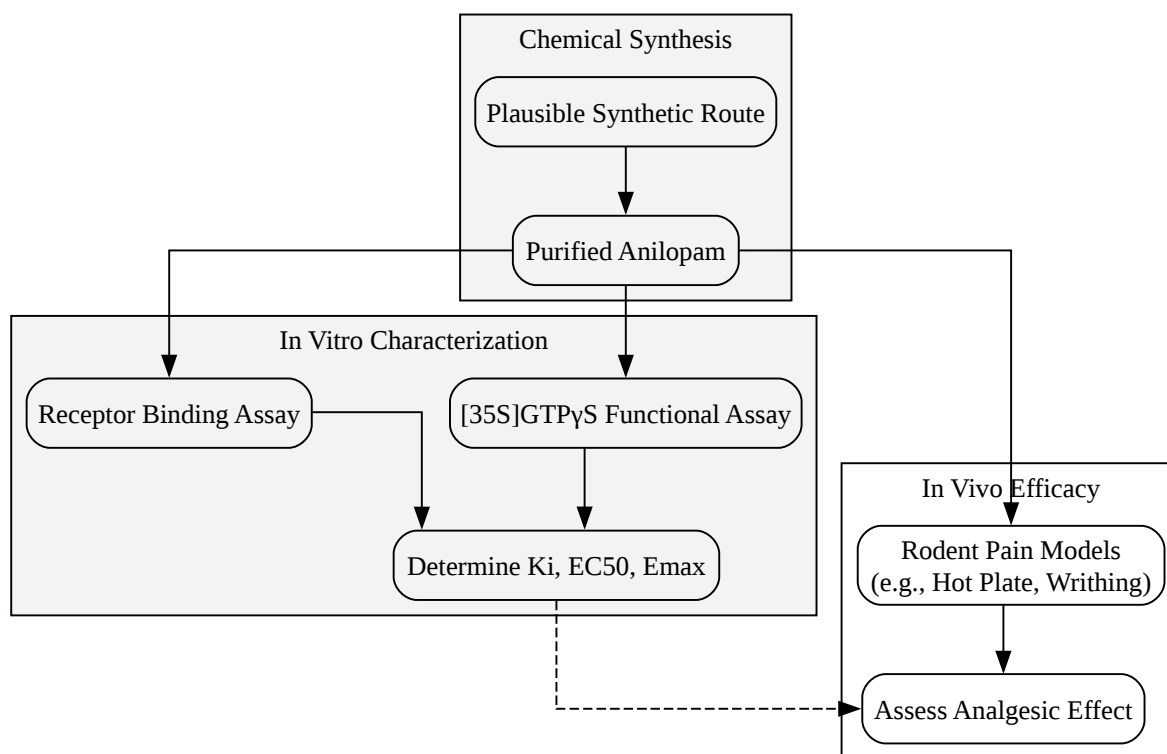 Chemical Synthesis
Plausible Synthetic Route
Purified Anilopam
In Vitro Characterization
Receptor Binding Assay
[35S]GTPγS Functional Assay
Determine Ki, EC50, Emax
In Vivo Efficacy
Rodent Pain Models
(e.g., Hot Plate, Writhing)
Assess Analgesic Effect